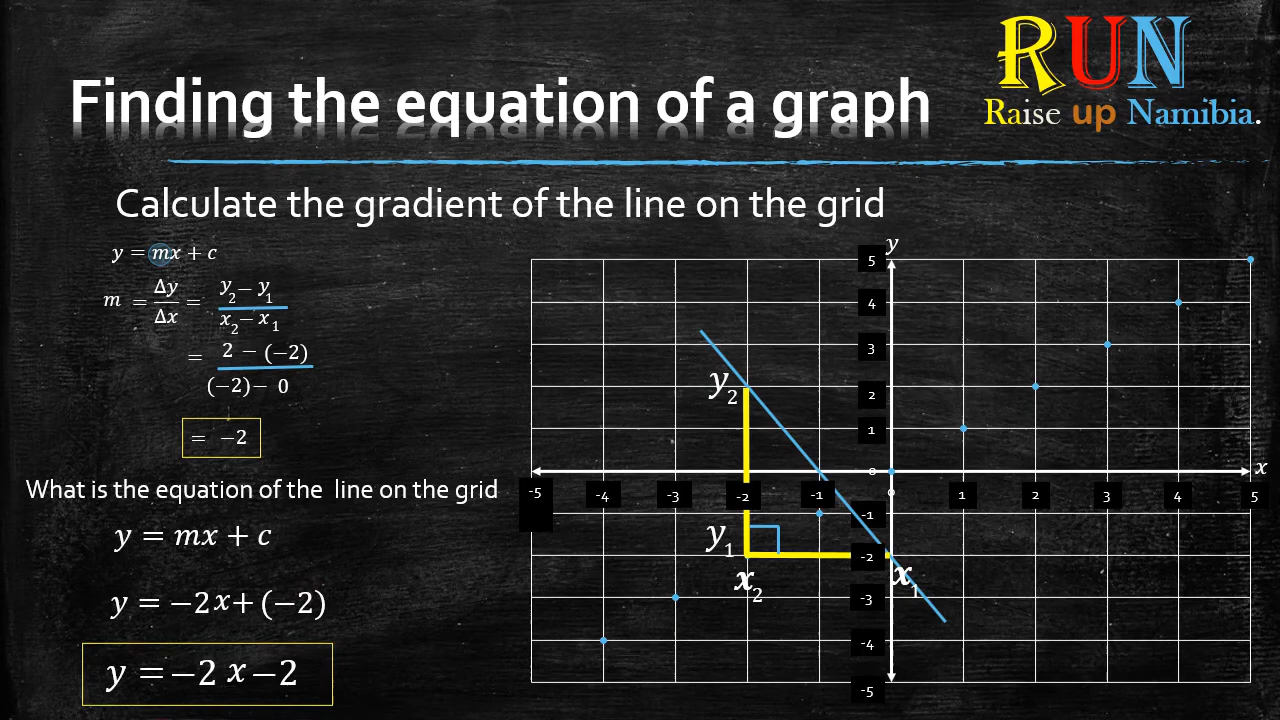 RUN
Raise up Namibia.
Finding the equation of a graph
Calculate the gradient of the line on the grid
y = mx + c
m = Δy/Δx = y₂ − y₁ / x₂ − x₁
= 2 − (−2) / (−2) − 0
= −2
What is the equation of the line on the grid
y = mx + c
y = −2x + (−2)
y = −2x − 2
y
5
4
3
2
1
0
x
-5 -4 -3 -2 -1 0 1 2 3 4 5
-1
-2
-3
-4
-5
y₂
y₁
x₂
x₁